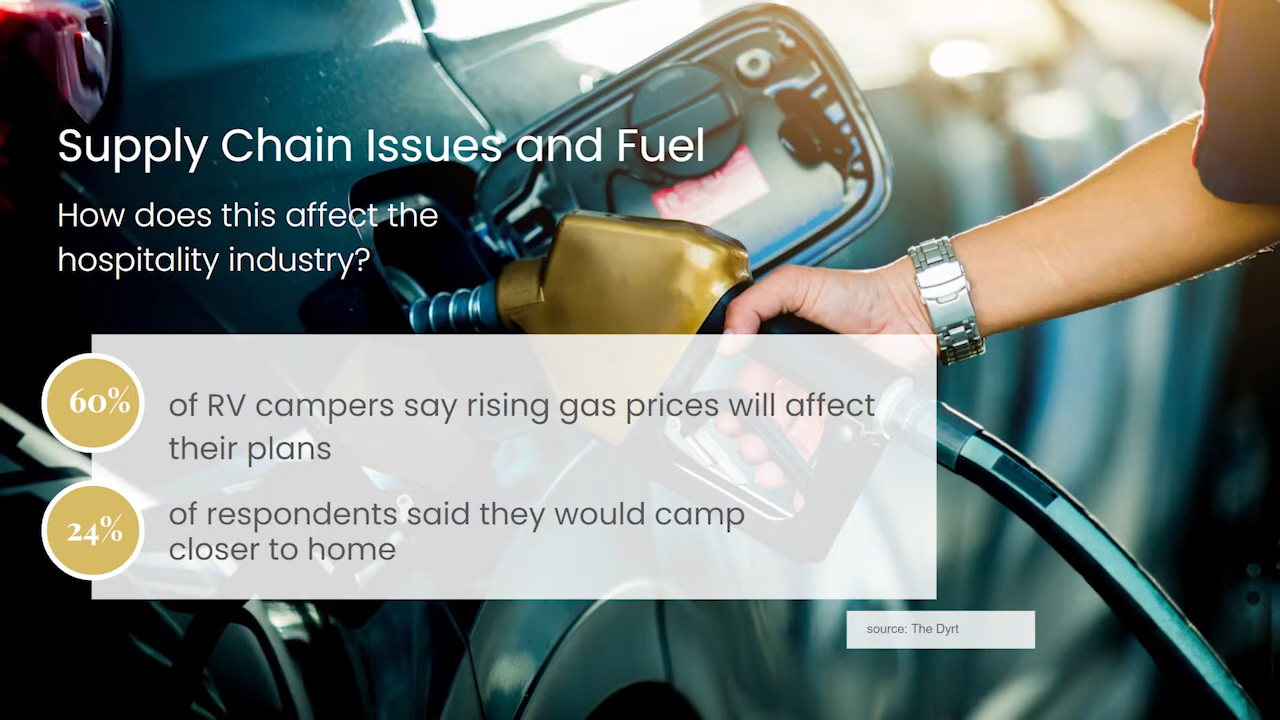 Supply Chain Issues and Fuel
How does this affect the
hospitality industry?
60%
of RV campers say rising gas prices will affect
their plans
24%
of respondents said they would camp
closer to home
source: The Dyrt